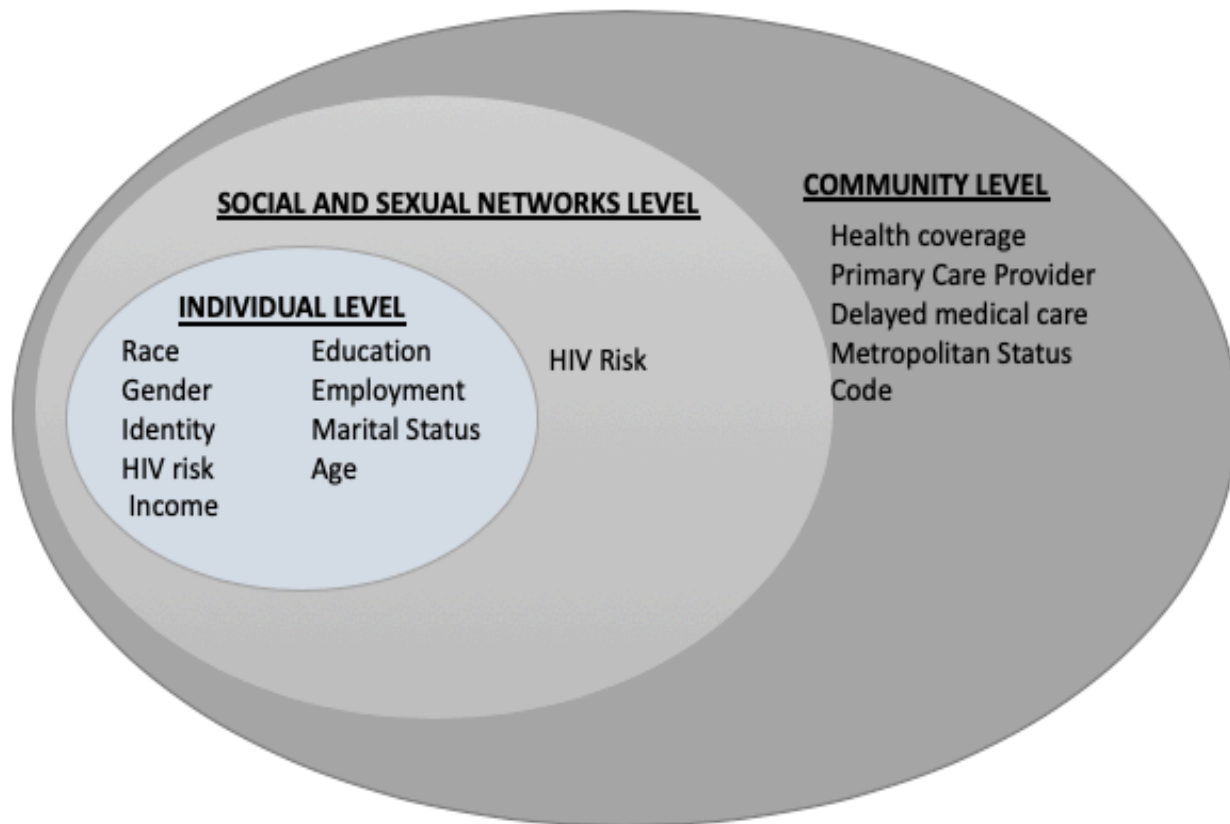 SOCIAL AND SEXUAL NETWORKS LEVEL
INDIVIDUAL LEVEL
Race
Gender
Identity
HIV risk
Income
Education
Employment
Marital Status
Age
HIV Risk
COMMUNITY LEVEL
Health coverage
Primary Care Provider
Delayed medical care
Metropolitan Status
Code